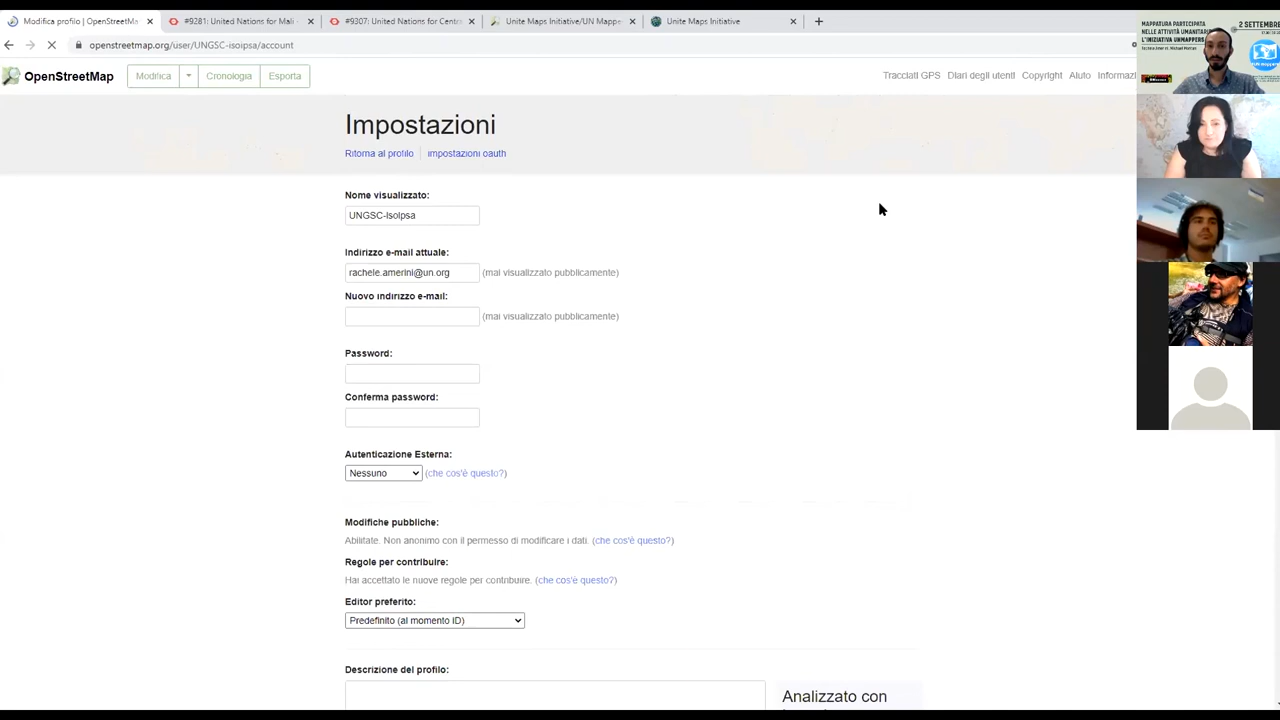 Modifica profilo | OpenStreetMa
#9281: United Nations for Mali -
#9307: United Nations for Centra
Unite Maps Initiative/UN Mappe
Unite Maps Initiative
openstreetmap.org/user/UNGSC-isoipsa/account
OpenStreetMap
Modifica
Cronologia
Esporta
Tracciati GPS
Diari degli utenti
Copyright
Aiuto
Informazi
Impostazioni
Ritorna al profilo
impostazioni oauth
Nome visualizzato:
UNGSC-isoipsa
Indirizzo e-mail attuale:
rachele.amerini@un.org (mai visualizzato pubblicamente)
Nuovo indirizzo e-mail:
(mai visualizzato pubblicamente)
Password:
Conferma password:
Autenticazione Esterna:
Nessuno (che cos'è questo?)
Modifiche pubbliche:
Abilitate. Non anonimo con il permesso di modificare i dati. (che cos'è questo?)
Regole per contribuire:
Hai accettato le nuove regole per contribuire. (che cos'è questo?)
Editor preferito:
Predefinito (al momento iD)
Descrizione del profilo:
Analizzato con
MAPPATURA PARTECIPATA
NELLE ATTIVITÀ UMANITARIE
L'INIZIATIVA UNMAPPERS
2 SETTEMBRE